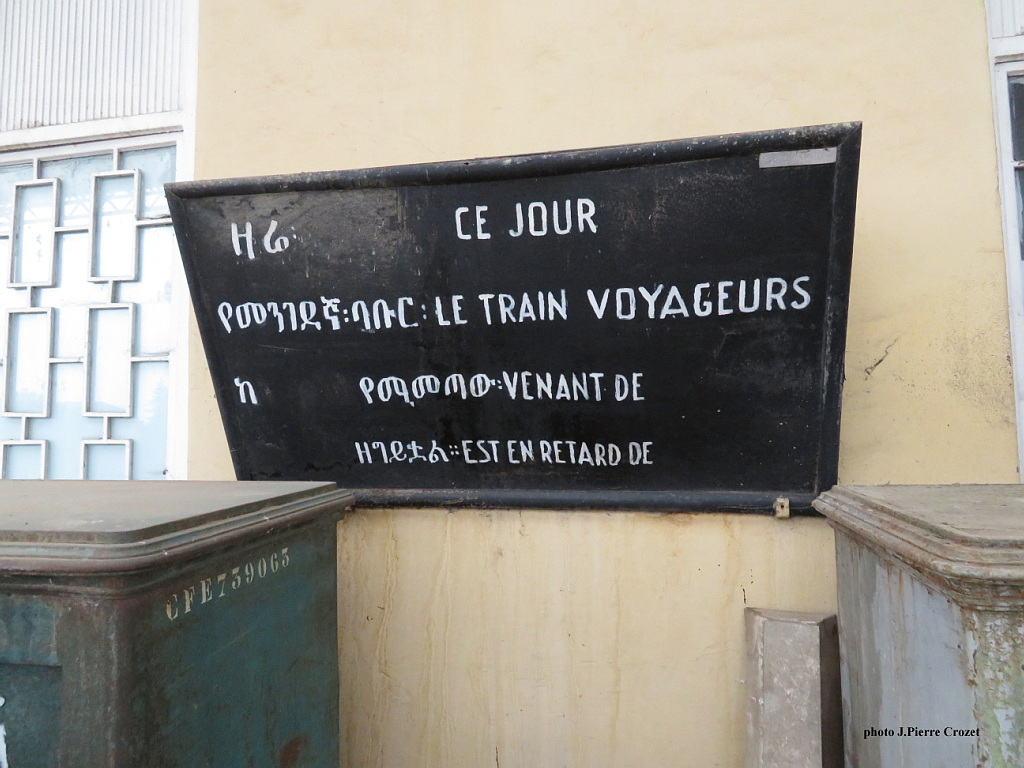 ዛሬ፡ CE JOUR
የመንገደኛ፡ባቡር፡ LE TRAIN VOYAGEURS
ከ የሚመጣው፡ VENANT DE
ዘግይቷል። EST EN RETARD DE
CFE739063
photo J.Pierre Crozet